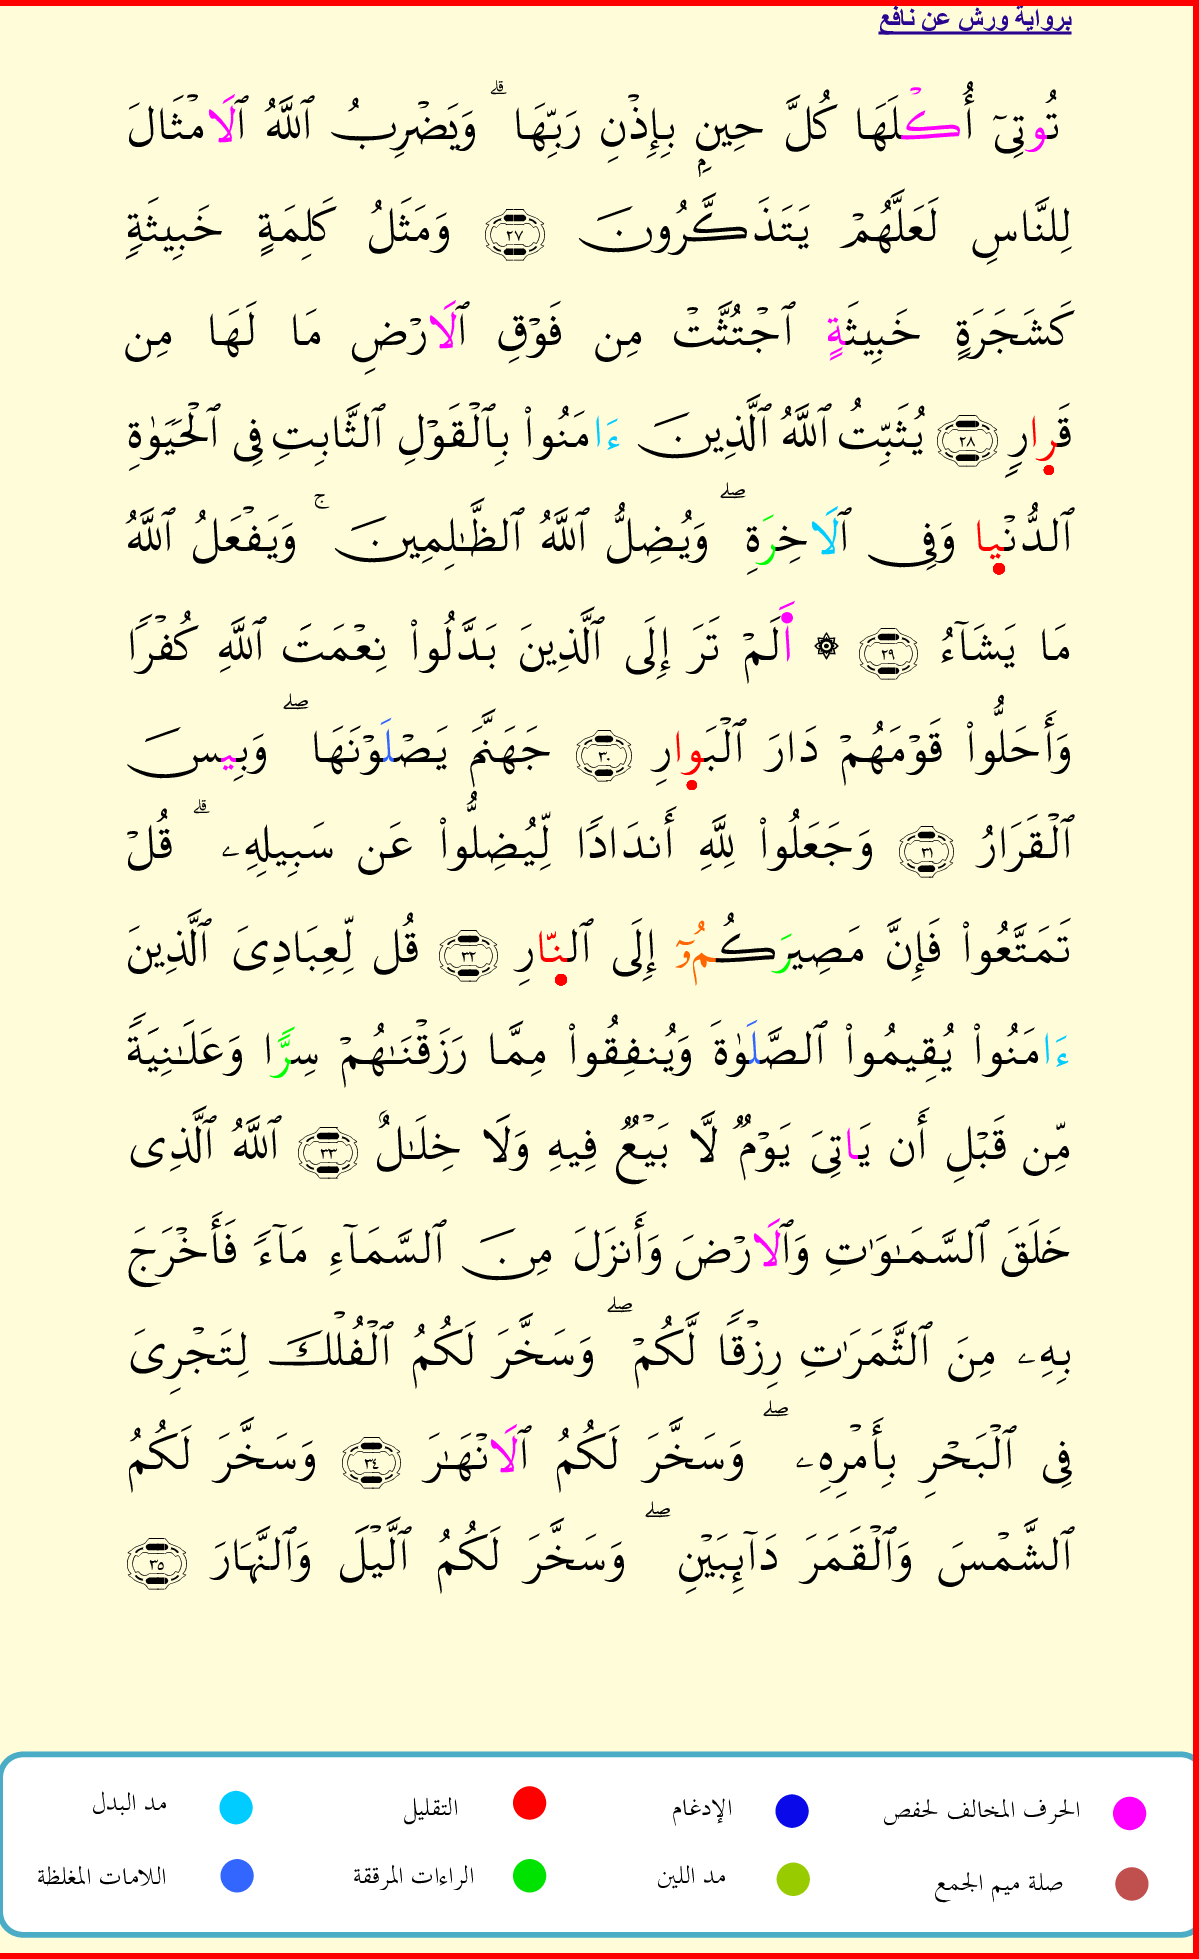 برواية ورش عن نافع
تُوتِىٓ أُكْلَهَا كُلَّ حِينِۭ بِإِذْنِ رَبِّهَا ۗ وَيَضْرِبُ اُ۬للَّهُ اُ۬لَامْثَالَ
لِلنَّاسِ لَعَلَّهُمْ يَتَذَكَّرُونَ ٢٧ وَمَثَلُ كَلِمَةٍ خَبِيثَةٍ
كَشَجَرَةٍ خَبِيثَةٍ ٱجْتُثَّتْ مِن فَوْقِ ٱلَارْضِ مَا لَهَا مِن
قَرارٍ ٢٨ يُثَبِّتُ ٱللَّهُ ٱلَّذِينَ ءَامَنُواْ بِٱلْقَوْلِ ٱلثَّابِتِ فِى ٱلْحَيَوٰةِ
ٱلدُّنْيا وَفِى ٱلَاخِرَةِ ۖ وَيُضِلُّ ٱللَّهُ ٱلظَّٰلِمِينَ ۚ وَيَفْعَلُ ٱللَّهُ
مَا يَشَآءُ ٢٩ ۞ أَلَمْ تَرَ إِلَى ٱلَّذِينَ بَدَّلُواْ نِعْمَتَ ٱللَّهِ كُفْرًا
وَأَحَلُّواْ قَوْمَهُمْ دَارَ ٱلْبَوارِ ٣٠ جَهَنَّمَ يَصْلَوْنَهَا ۖ وَبِيسَ
ٱلْقَرَارُ ٣١ وَجَعَلُواْ لِلَّهِ أَندَادًا لِّيُضِلُّواْ عَن سَبِيلِهِۦ ۗ قُلْ
تَمَتَّعُواْ فَإِنَّ مَصِيرَكُمُۥٓ إِلَى ٱلنّارِ ٣٢ قُل لِّعِبَادِىَ ٱلَّذِينَ
ءَامَنُواْ يُقِيمُواْ ٱلصَّلَوٰةَ وَيُنفِقُواْ مِمَّا رَزَقْنَٰهُمْ سِرًّا وَعَلَٰنِيَةً
مِّن قَبْلِ أَن يَاتِىَ يَوْمٌ لَّا بَيْعٌ فِيهِ وَلَا خِلَٰلٌ ٣٣ ٱللَّهُ ٱلَّذِى
خَلَقَ ٱلسَّمَٰوَٰتِ وَٱلَارْضَ وَأَنزَلَ مِنَ ٱلسَّمَآءِ مَآءً فَأَخْرَجَ
بِهِۦ مِنَ ٱلثَّمَرَٰتِ رِزْقًا لَّكُمْ ۖ وَسَخَّرَ لَكُمُ ٱلْفُلْكَ لِتَجْرِىَ
فِى ٱلْبَحْرِ بِأَمْرِهِۦ ۖ وَسَخَّرَ لَكُمُ ٱلَانْهَٰرَ ٣٤ وَسَخَّرَ لَكُمُ
ٱلشَّمْسَ وَٱلْقَمَرَ دَآئِبَيْنِ ۖ وَسَخَّرَ لَكُمُ ٱلَّيْلَ وَٱلنَّهَارَ ٣٥
الحرف المخالف لحفص الإدغام التقليل مد البدل
صلة ميم الجمع مد اللين الراءات المرققة اللامات المغلظة